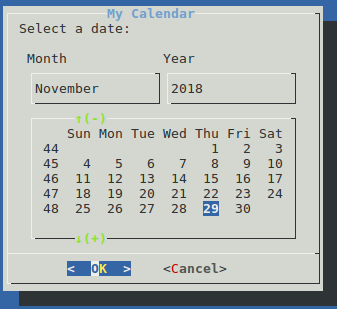 My Calendar
Select a date:
Month Year
November 2018
↑(-)
Sun Mon Tue Wed Thu Fri Sat
44 1 2 3
45 4 5 6 7 8 9 10
46 11 12 13 14 15 16 17
47 18 19 20 21 22 23 24
48 25 26 27 28 29 30
↓(+)
< OK > <Cancel>